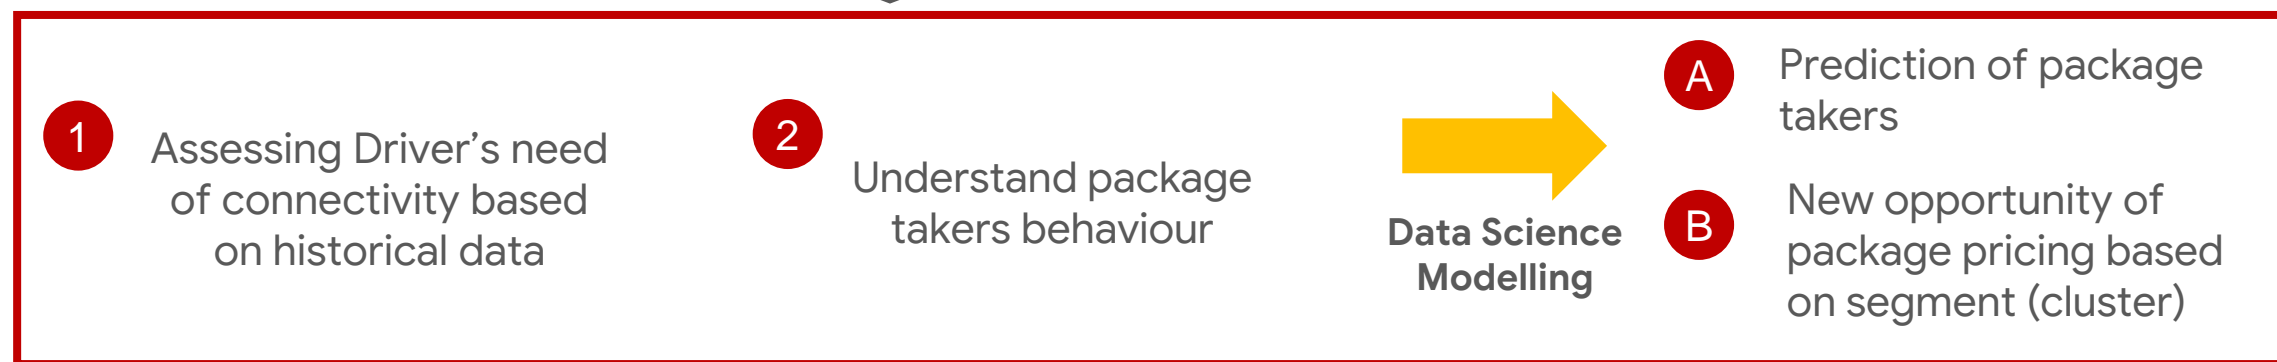 1
Assessing Driver’s need
of connectivity based
on historical data
2
Understand package
takers behaviour
Data Science
Modelling
A
Prediction of package
takers
B
New opportunity of
package pricing based
on segment (cluster)